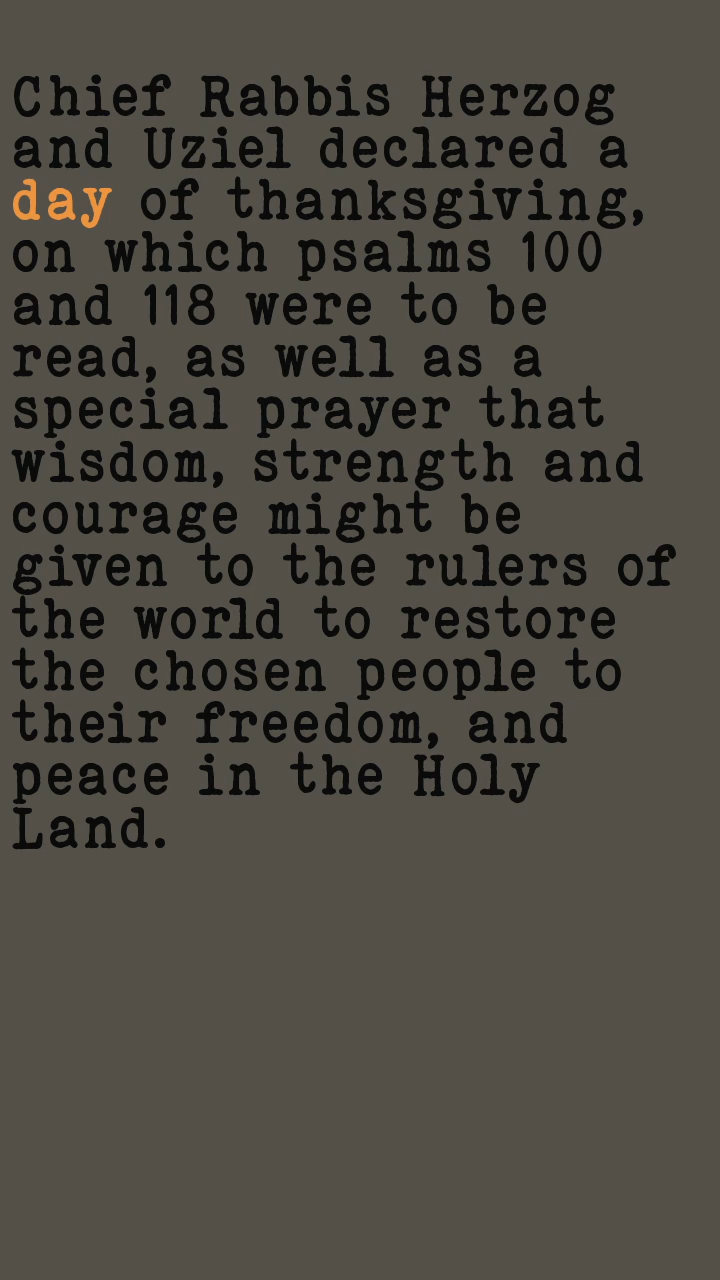 Chief Rabbis Herzog
and Uziel declared a
day of thanksgiving,
on which psalms 100
and 118 were to be
read, as well as a
special prayer that
wisdom, strength and
courage might be
given to the rulers of
the world to restore
the chosen people to
their freedom, and
peace in the Holy
Land.